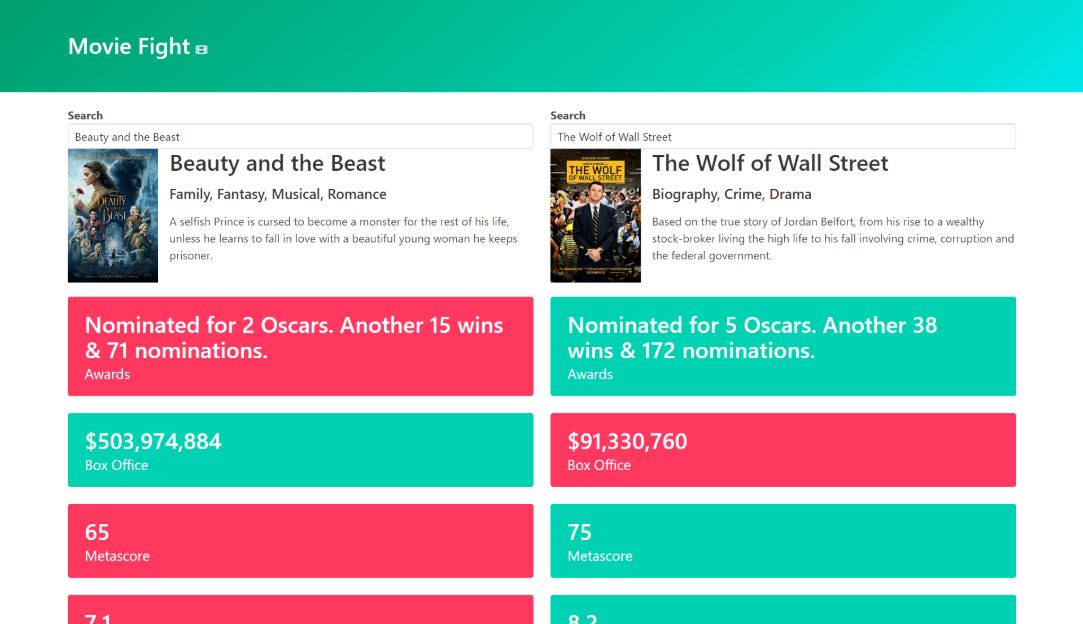 Movie Fight
Search
Beauty and the Beast
Beauty and the Beast
Family, Fantasy, Musical, Romance
A selfish Prince is cursed to become a monster for the rest of his life,
unless he learns to fall in love with a beautiful young woman he keeps
prisoner.
BEAUTY
AND THE
BEAST
Nominated for 2 Oscars. Another 15 wins
& 71 nominations.
Awards
$503,974,884
Box Office
65
Metascore
7.1
Search
The Wolf of Wall Street
The Wolf of Wall Street
Biography, Crime, Drama
Based on the true story of Jordan Belfort, from his rise to a wealthy
stock-broker living the high life to his fall involving crime, corruption and
the federal government.
LEONARDO DICAPRIO
THE WOLF
OF WALL STREET
Nominated for 5 Oscars. Another 38
wins & 172 nominations.
Awards
$91,330,760
Box Office
75
Metascore
8.2